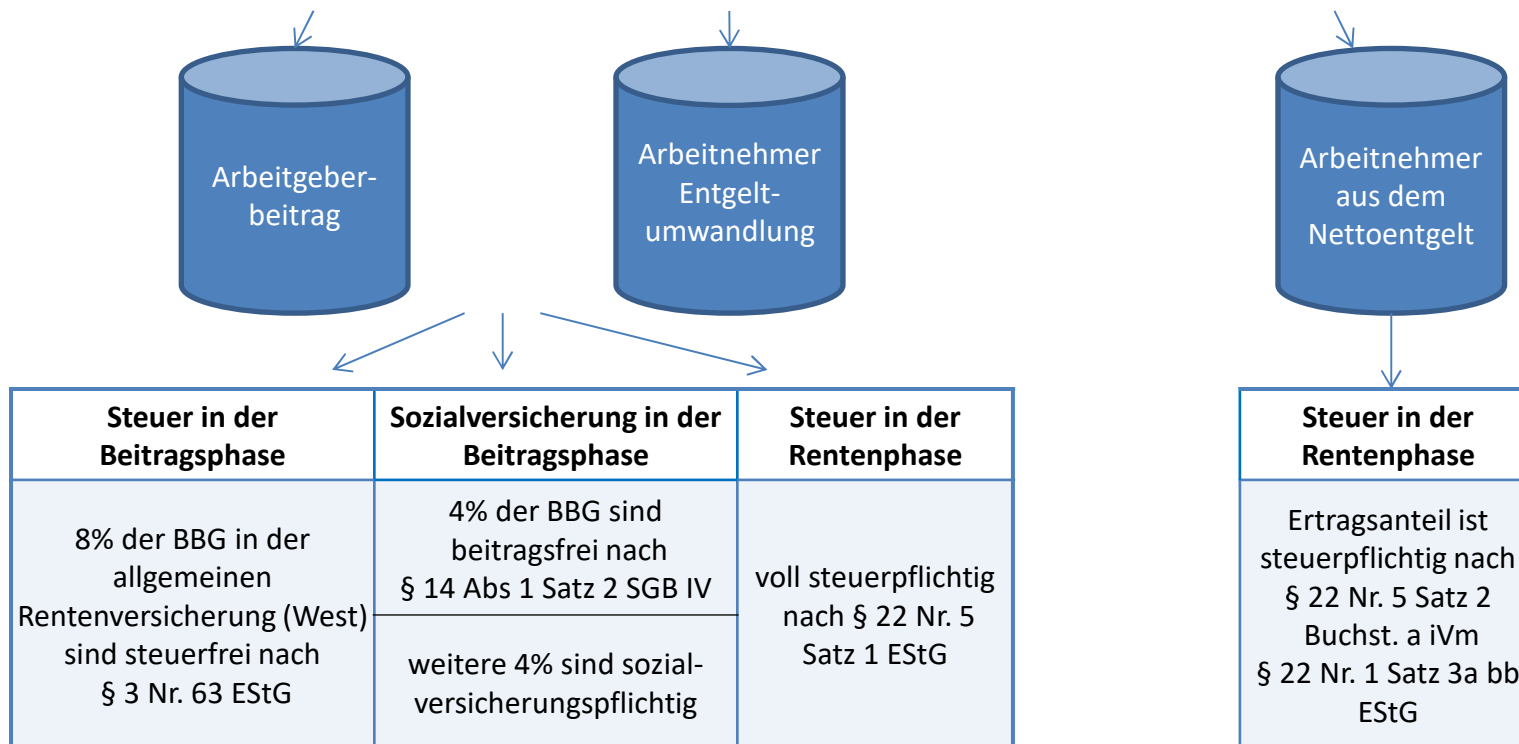 Arbeitgeber-
beitrag
Arbeitnehmer
Entgelt-
umwandlung
Arbeitnehmer
aus dem
Nettoentgelt
Steuer in der
Beitragsphase
Sozialversicherung in der
Beitragsphase
Steuer in der
Rentenphase
8% der BBG in der
allgemeinen
Rentenversicherung (West)
sind steuerfrei nach
§ 3 Nr. 63 EStG
4% der BBG sind
beitragsfrei nach
§ 14 Abs 1 Satz 2 SGB IV
weitere 4% sind sozial-
versicherungspflichtig
voll steuerpflichtig
nach § 22 Nr. 5
Satz 1 EStG
Steuer in der
Rentenphase
Ertragsanteil ist
steuerpflichtig nach
§ 22 Nr. 5 Satz 2
Buchst. a iVm
§ 22 Nr. 1 Satz 3a bb
EStG